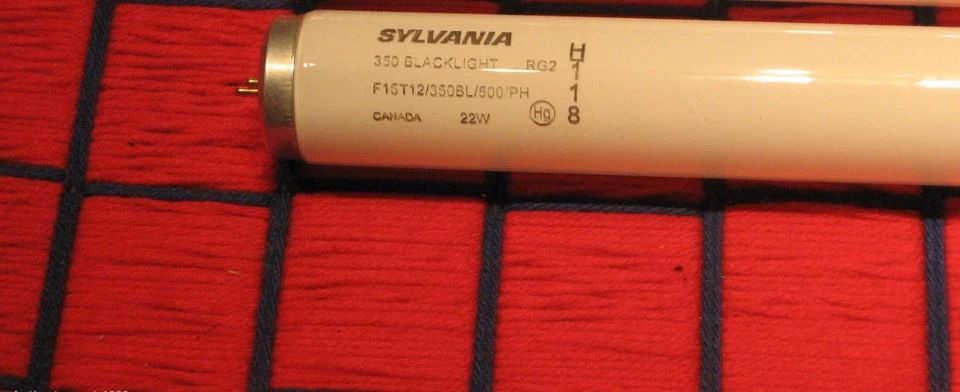 SYLVANIA
350 BLACKLIGHT RG2
F15T12/350BL/500/PH
CANADA 22W Hg
H
1
1
8